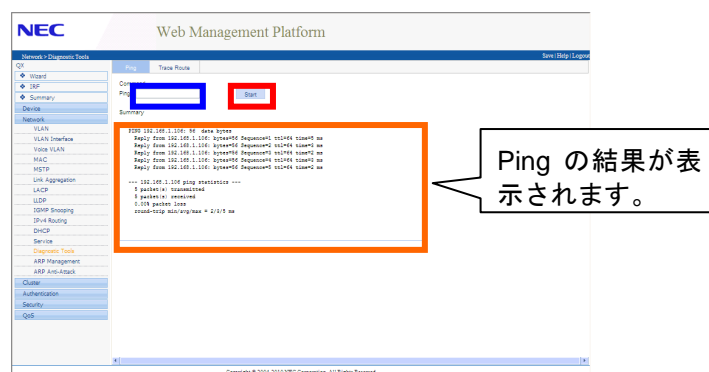 NEC
Web Management Platform
Network > Diagnostic Tools
Save | Help | Logout
QX
Wizard
IRF
Summary
Device
Network
VLAN
VLAN Interface
Voice VLAN
MAC
MSTP
Link Aggregation
LACP
LLDP
IGMP Snooping
IPv4 Routing
DHCP
Service
Diagnostic Tools
ARP Management
ARP Anti-Attack
Cluster
Authentication
Security
QoS
Ping
Trace Route
Ping
Start
Summary
PING 192.168.1.106: 56 data bytes
Reply from 192.168.1.106: bytes=56 Sequence=1 ttl=64 time=5 ms
Reply from 192.168.1.106: bytes=56 Sequence=2 ttl=64 time=3 ms
Reply from 192.168.1.106: bytes=56 Sequence=3 ttl=64 time=2 ms
Reply from 192.168.1.106: bytes=56 Sequence=4 ttl=64 time=3 ms
Reply from 192.168.1.106: bytes=56 Sequence=5 ttl=64 time=2 ms
--- 192.168.1.106 ping statistics ---
5 packet(s) transmitted
5 packet(s) received
0.00% packet loss
round-trip min/avg/max = 2/3/5 ms
Ping の結果が表
示されます。